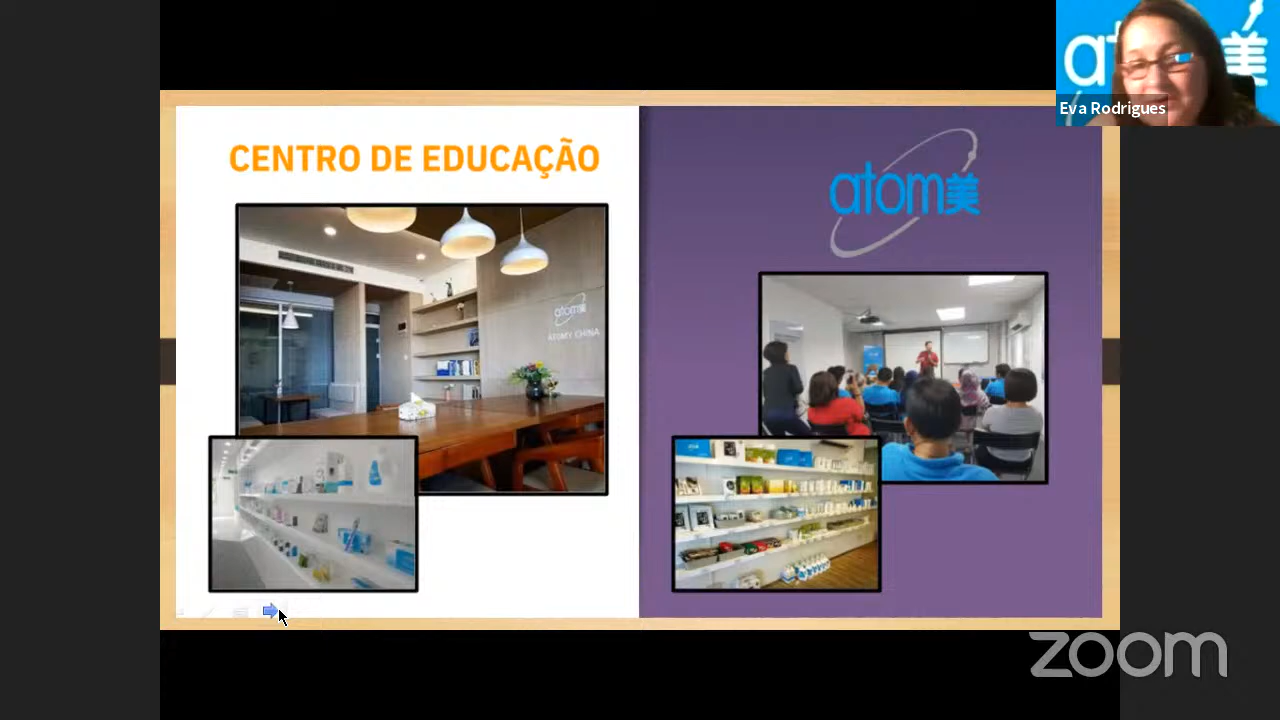 CENTRO DE EDUCAÇÃO
atom美
atom美
ATOMY CHINA
Eva Rodrigues
zoom